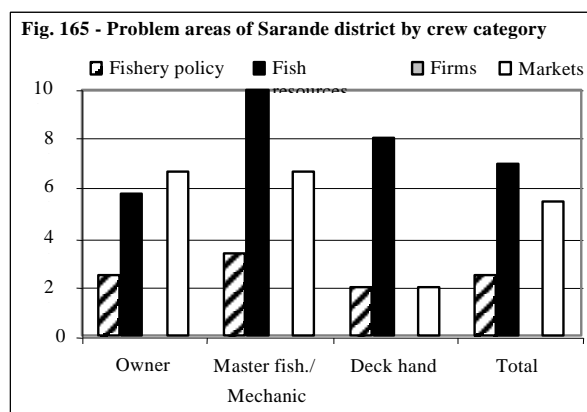 Fig. 165 - Problem areas of Sarande district by crew category
Fishery policy Fish resources Firms Markets
10
8
6
4
2
0
Owner Master fish./ Mechanic Deck hand Total